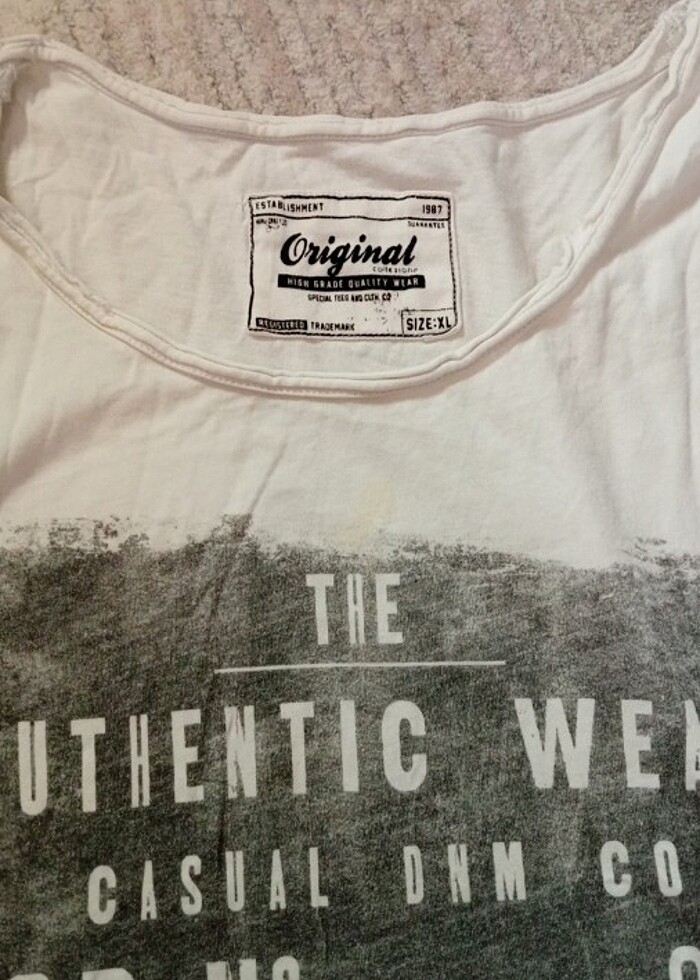 ESTABLISHMENT 1987
GUARANTEE
Original
HIGH GRADE QUALITY WEAR
SPECIAL TEES AND CLTH. CO
REGISTERED TRADEMARK SIZE:XL
THE
UTHENTIC WEA
CASUAL DNM CO